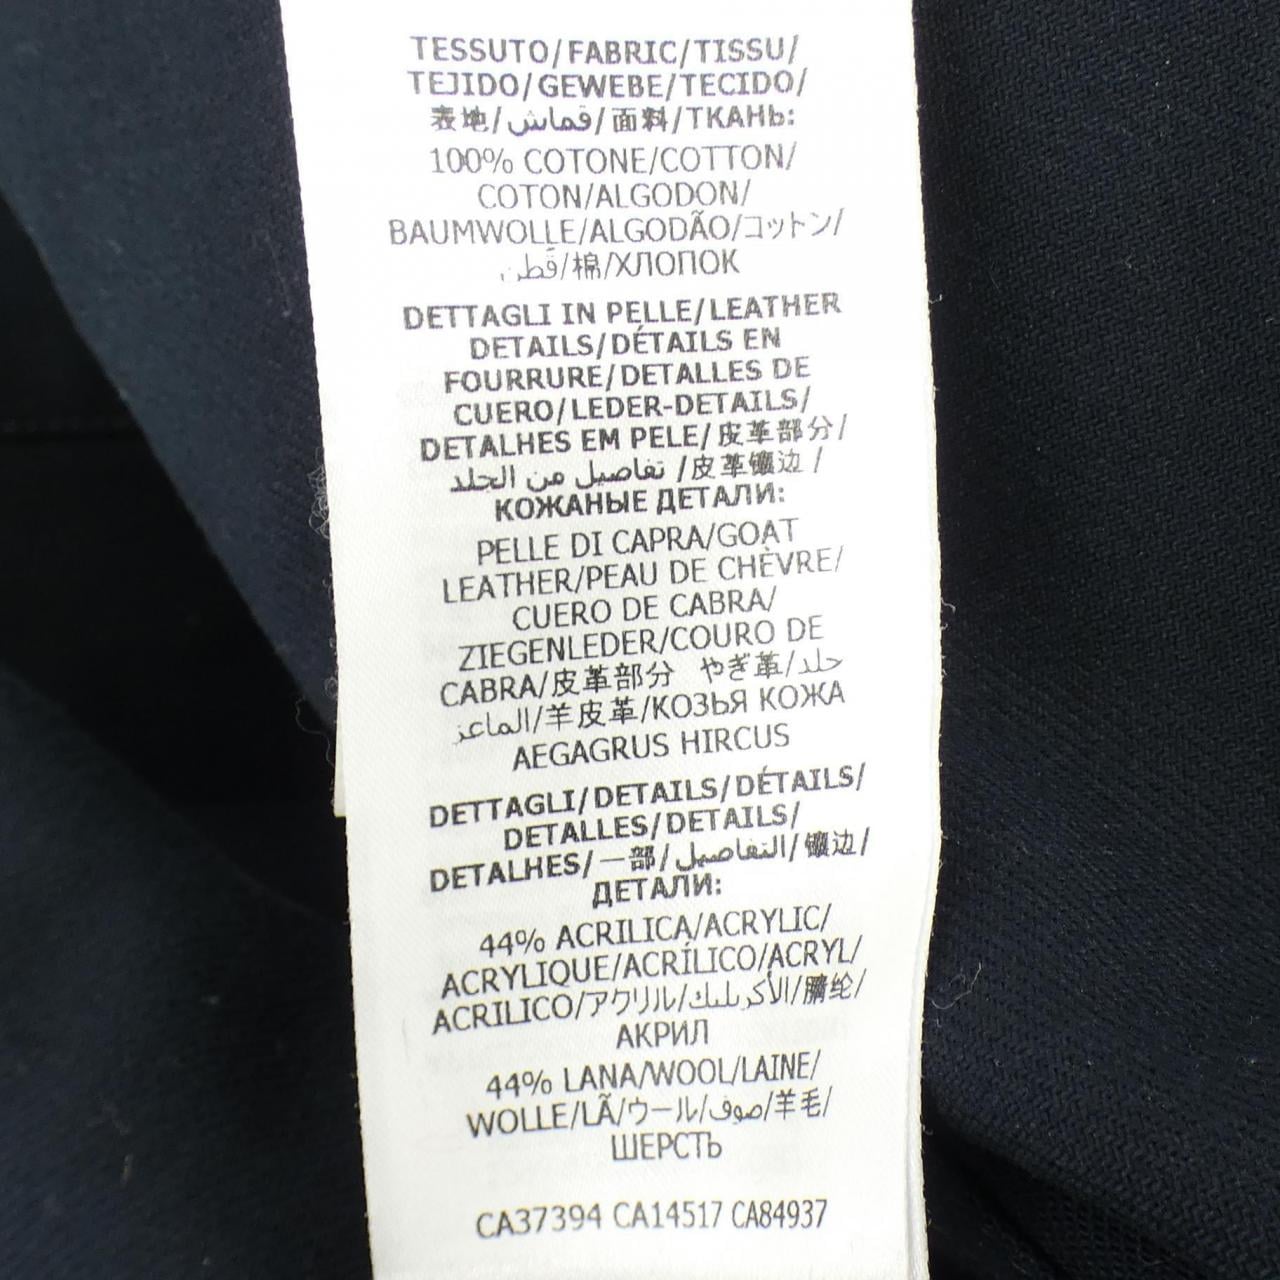 TESSUTO/FABRIC/TISSU/
TEJIDO/GEWEBE/TECIDO/
表地/قماش/面料/ТКАНЬ:
100% COTONE/COTTON/
COTON/ALGODON/
BAUMWOLLE/ALGODÃO/コットン/
قطن/棉/ХЛОПОК
DETTAGLI IN PELLE/LEATHER
DETAILS/DÉTAILS EN
FOURRURE/DETALLES DE
CUERO/LEDER-DETAILS/
DETALHES EM PELE/皮革部分/
تفاصيل من الجلد /皮革镶边 /
КОЖАНЫЕ ДЕТАЛИ:
PELLE DI CAPRA/GOAT
LEATHER/PEAU DE CHÈVRE/
CUERO DE CABRA/
ZIEGENLEDER/COURO DE
CABRA/皮革部分 やぎ革/جلد
الماعز/羊皮革/КОЗЬЯ КОЖА
AEGAGRUS HIRCUS
DETTAGLI/DETAILS/DÉTAILS/
DETALLES/DETAILS/
DETALHES/一部/التفاصيل/镶边/
ДЕТАЛИ:
44% ACRILICA/ACRYLIC/
ACRYLIQUE/ACRÍLICO/ACRYL/
ACRILICO/アクリル/الأكريليك/腈纶/
АКРИЛ
44% LANA/WOOL/LAINE/
WOLLE/LÃ/ウール/صوف/羊毛/
ШЕРСТЬ
CA37394 CA14517 CA84937